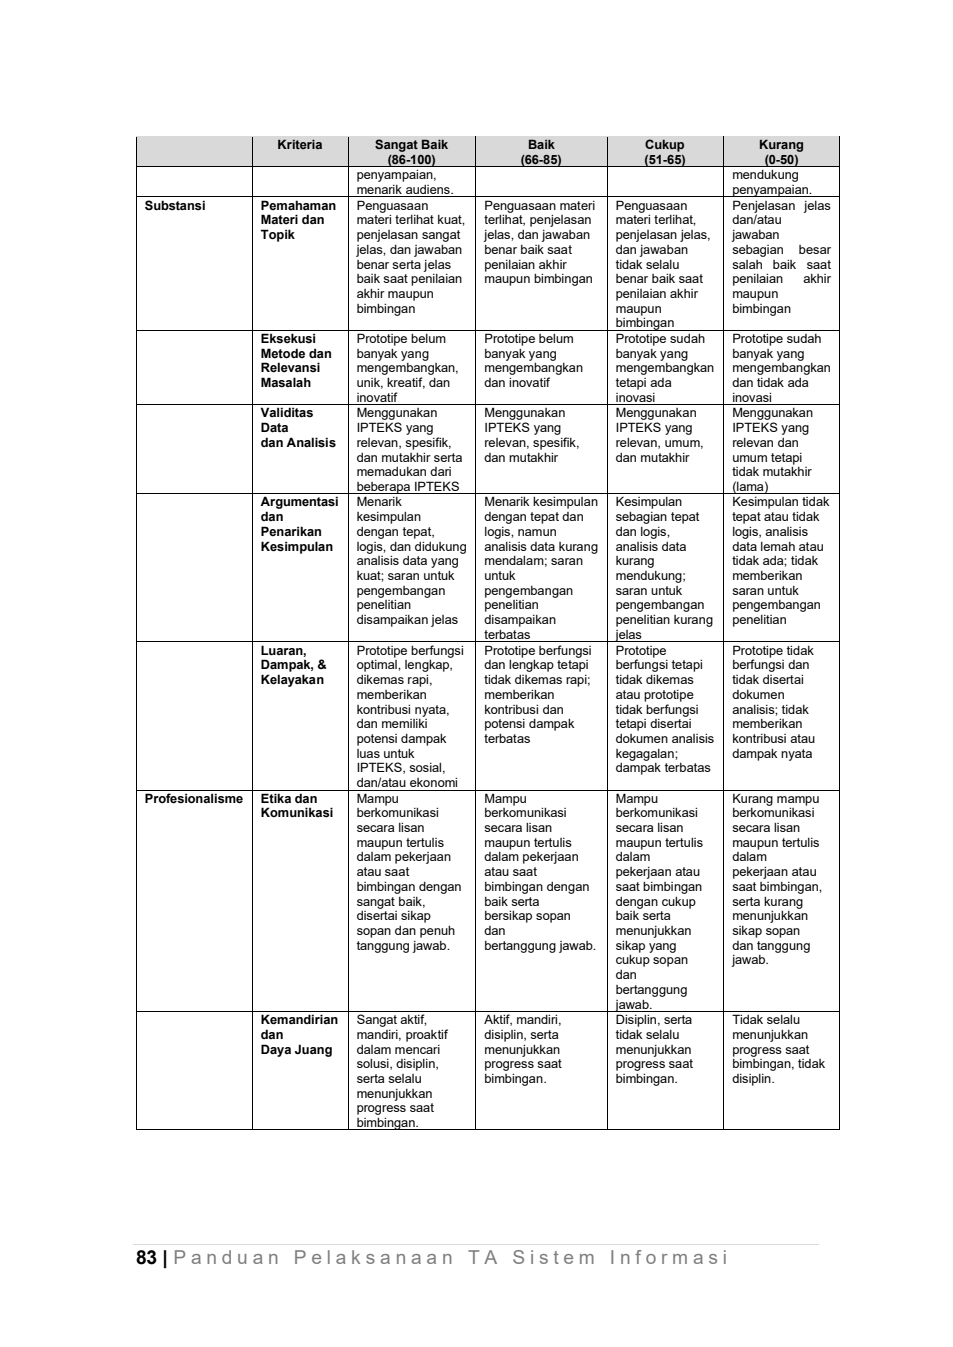 Kriteria
Sangat Baik
(86-100)
Baik
(66-85)
Cukup
(51-65)
Kurang
(0-50)
penyampaian,
menarik audiens.
mendukung
penyampaian.
Substansi
Pemahaman
Materi dan
Topik
Penguasaan
materi terlihat kuat,
penjelasan sangat
jelas, dan jawaban
benar serta jelas
baik saat penilaian
akhir maupun
bimbingan
Penguasaan materi
terlihat, penjelasan
jelas, dan jawaban
benar baik saat
penilaian akhir
maupun bimbingan
Penguasaan
materi terlihat,
penjelasan jelas,
dan jawaban
tidak selalu
benar baik saat
penilaian akhir
maupun
bimbingan
Penjelasan jelas
dan/atau
jawaban
sebagian besar
salah baik saat
penilaian akhir
maupun
bimbingan
Eksekusi
Metode dan
Relevansi
Masalah
Prototipe belum
banyak yang
mengembangkan,
unik, kreatif, dan
inovatif
Prototipe belum
banyak yang
mengembangkan
dan inovatif
Prototipe sudah
banyak yang
mengembangkan
tetapi ada
inovasi
Prototipe sudah
banyak yang
mengembangkan
dan tidak ada
inovasi
Validitas
Data
dan Analisis
Menggunakan
IPTEKS yang
relevan, spesifik,
dan mutakhir serta
memadukan dari
beberapa IPTEKS
Menggunakan
IPTEKS yang
relevan, spesifik,
dan mutakhir
Menggunakan
IPTEKS yang
relevan, umum,
dan mutakhir
Menggunakan
IPTEKS yang
relevan dan
umum tetapi
tidak mutakhir
(lama)
Argumentasi
dan
Penarikan
Kesimpulan
Menarik
kesimpulan
dengan tepat,
logis, dan didukung
analisis data yang
kuat; saran untuk
pengembangan
penelitian
disampaikan jelas
Menarik kesimpulan
dengan tepat dan
logis, namun
analisis data kurang
mendalam; saran
untuk
pengembangan
penelitian
disampaikan
terbatas
Kesimpulan
sebagian tepat
dan logis,
analisis data
kurang
mendukung;
saran untuk
pengembangan
penelitian kurang
jelas
Kesimpulan tidak
tepat atau tidak
logis, analisis
data lemah atau
tidak ada; tidak
memberikan
saran untuk
pengembangan
penelitian
Luaran,
Dampak, &
Kelayakan
Prototipe berfungsi
optimal, lengkap,
dikemas rapi,
memberikan
kontribusi nyata,
dan memiliki
potensi dampak
luas untuk
IPTEKS, sosial,
dan/atau ekonomi
Prototipe berfungsi
dan lengkap tetapi
tidak dikemas rapi;
memberikan
kontribusi dan
potensi dampak
terbatas
Prototipe
berfungsi tetapi
tidak dikemas
atau prototipe
tidak berfungsi
tetapi disertai
dokumen analisis
kegagalan;
dampak terbatas
Prototipe tidak
berfungsi dan
tidak disertai
dokumen
analisis; tidak
memberikan
kontribusi atau
dampak nyata
Profesionalisme
Etika dan
Komunikasi
Mampu
berkomunikasi
secara lisan
maupun tertulis
dalam pekerjaan
atau saat
bimbingan dengan
sangat baik,
disertai sikap
sopan dan penuh
tanggung jawab.
Mampu
berkomunikasi
secara lisan
maupun tertulis
dalam pekerjaan
atau saat
bimbingan dengan
baik serta
bersikap sopan
dan
bertanggung jawab.
Mampu
berkomunikasi
secara lisan
maupun tertulis
dalam
pekerjaan atau
saat bimbingan
dengan cukup
baik serta
menunjukkan
sikap yang
cukup sopan
dan
bertanggung
jawab.
Kurang mampu
berkomunikasi
secara lisan
maupun tertulis
dalam
pekerjaan atau
saat bimbingan,
serta kurang
menunjukkan
sikap sopan
dan tanggung
jawab.
Kemandirian
dan
Daya Juang
Sangat aktif,
mandiri, proaktif
dalam mencari
solusi, disiplin,
serta selalu
menunjukkan
progress saat
bimbingan.
Aktif, mandiri,
disiplin, serta
menunjukkan
progress saat
bimbingan.
Disiplin, serta
tidak selalu
menunjukkan
progress saat
bimbingan.
Tidak selalu
menunjukkan
progress saat
bimbingan, tidak
disiplin.
83 | Panduan Pelaksanaan TA Sistem Informasi